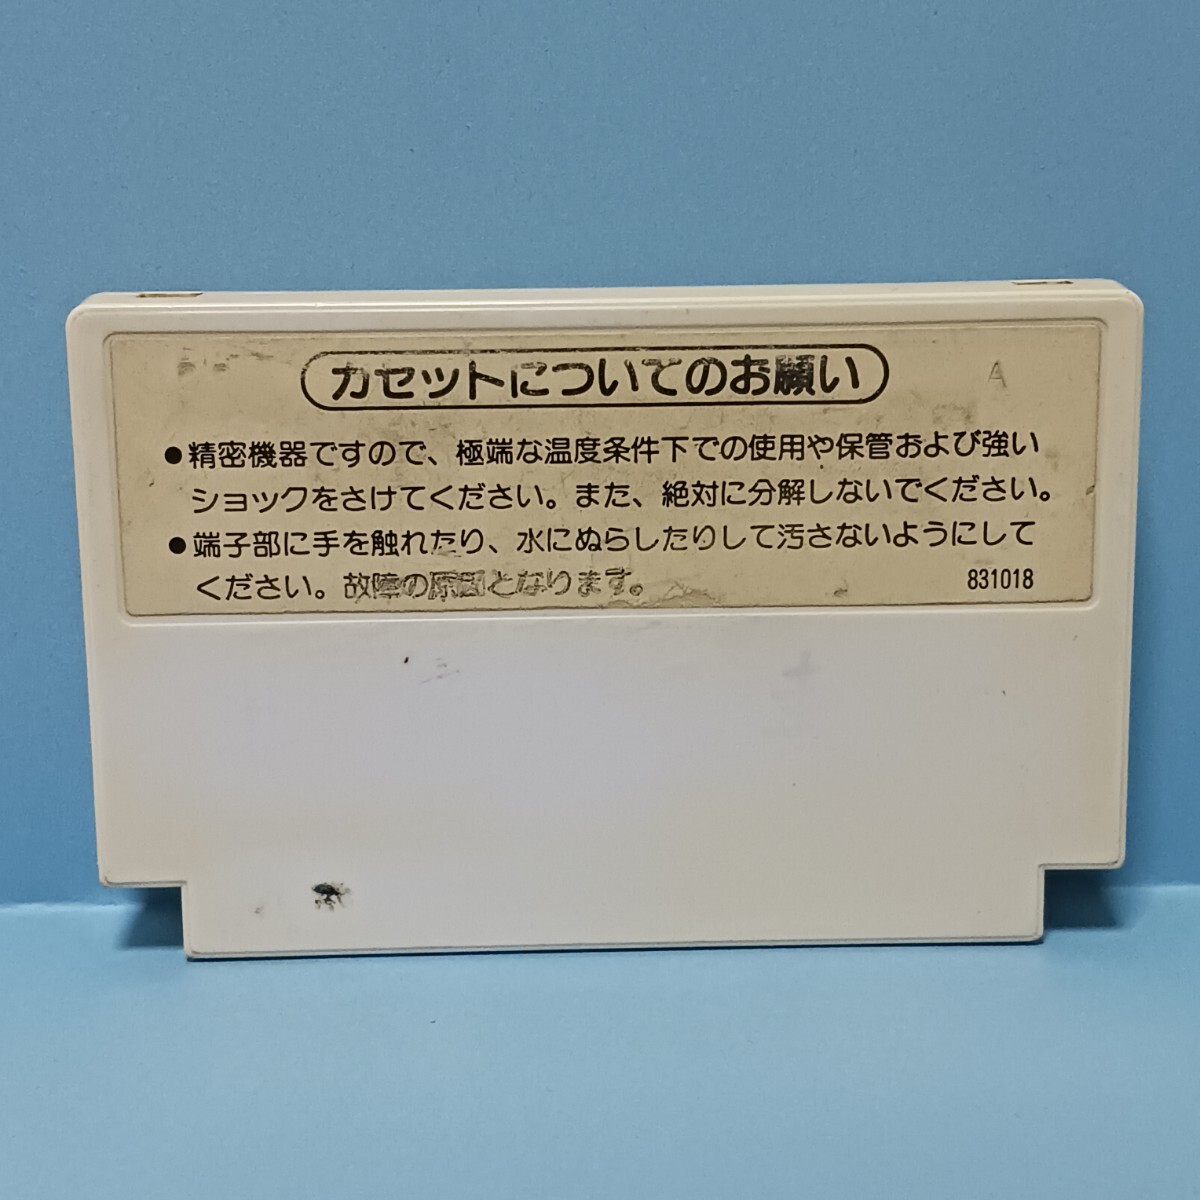 カセットについてのお願い
A
●精密機器ですので、極端な温度条件下での使用や保管および強い
ショックをさけてください。また、絶対に分解しないでください。
●端子部に手を触れたり、水にぬらしたりして汚さないようにして
ください。故障の原因となります。
831018